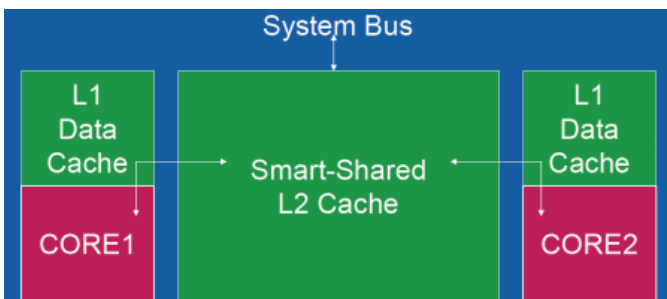 System Bus
L1
Data
Cache
CORE1
Smart-Shared
L2 Cache
L1
Data
Cache
CORE2